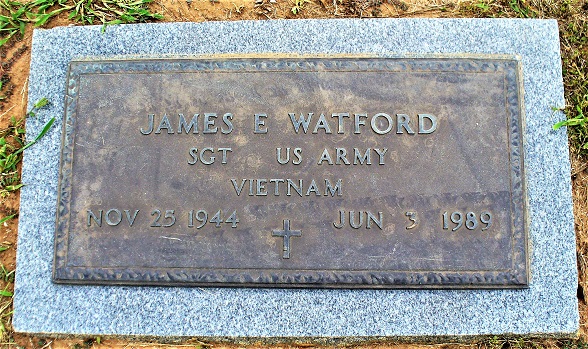 JAMES E WATFORD
SGT US ARMY
VIETNAM
NOV 25 1944 JUN 3 1989